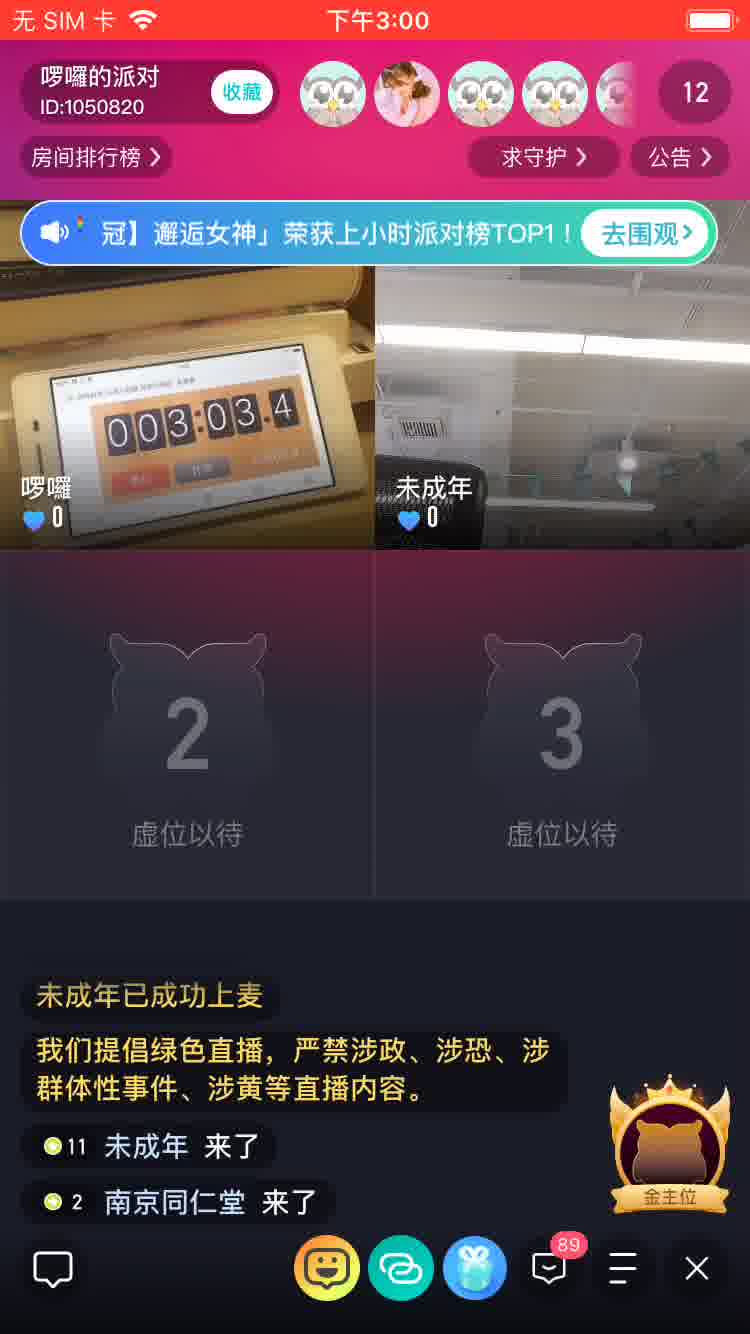 无 SIM 卡
下午3:00
啰囉的派对
ID:1050820
收藏
12
房间排行榜
求守护
公告
冠】邂逅女神」荣获上小时派对榜TOP1！
去围观
003:03.4
啰囉
0
未成年
0
2
虚位以待
3
虚位以待
未成年已成功上麦
我们提倡绿色直播，严禁涉政、涉恐、涉
群体性事件、涉黄等直播内容。
11 未成年 来了
2 南京同仁堂 来了
金主位
89